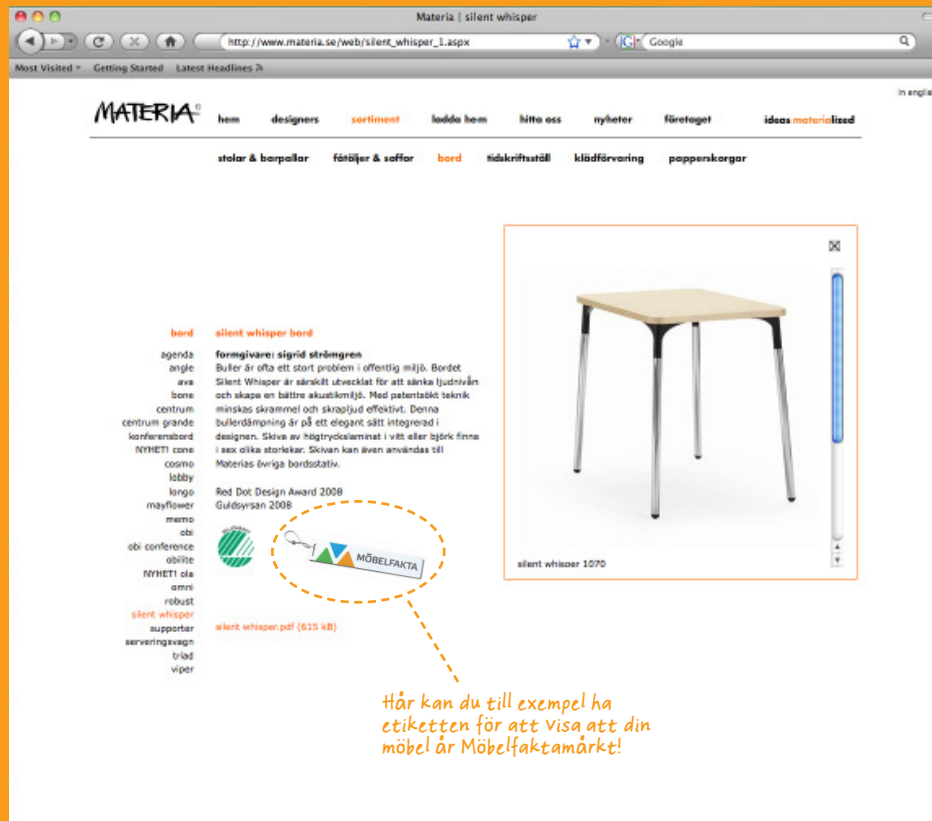 Materia | silent whisper
http://www.materia.se/web/silent_whisper_1.aspx
Google
Most Visited Getting Started Latest Headlines
In englis
MATERIA
hem designers sortiment ladda hem hitta oss nyheter företaget ideas materialized
stolar & barpallar fåtöljer & soffor bord tidskriftsställ klädförvaring papperskorgar
bord
agenda
angle
ava
bone
centrum
centrum grande
konferensbord
NYHET! cone
cosmo
lobby
longo
mayflower
memo
obi
obi conference
obilite
NYHET! ola
omni
robust
silent whisper
supporter
serveringsvagn
triad
viper
silent whisper bord
formgivare: sigrid strömgren
Buller är ofta ett stort problem i offentlig miljö. Bordet
Silent Whisper är särskilt utvecklat för att sänka ljudnivån
och skapa en bättre akustikmiljö. Med patentsökt teknik
minskas skrammel och skrapljud effektivt. Denna
bullerdämpning är på ett elegant sätt integrerad i
designen. Skiva av högtryckslaminat i vitt eller björk finns
i sex olika storlekar. Skivan kan även användas till
Materias övriga bordsstativ.
Red Dot Design Award 2008
Guldsyrsan 2008
MÖBELFAKTA
silent whisper.pdf (615 kB)
silent whisper 1070
Här kan du till exempel ha
etiketten för att visa att din
möbel är Möbelfaktamärkt!